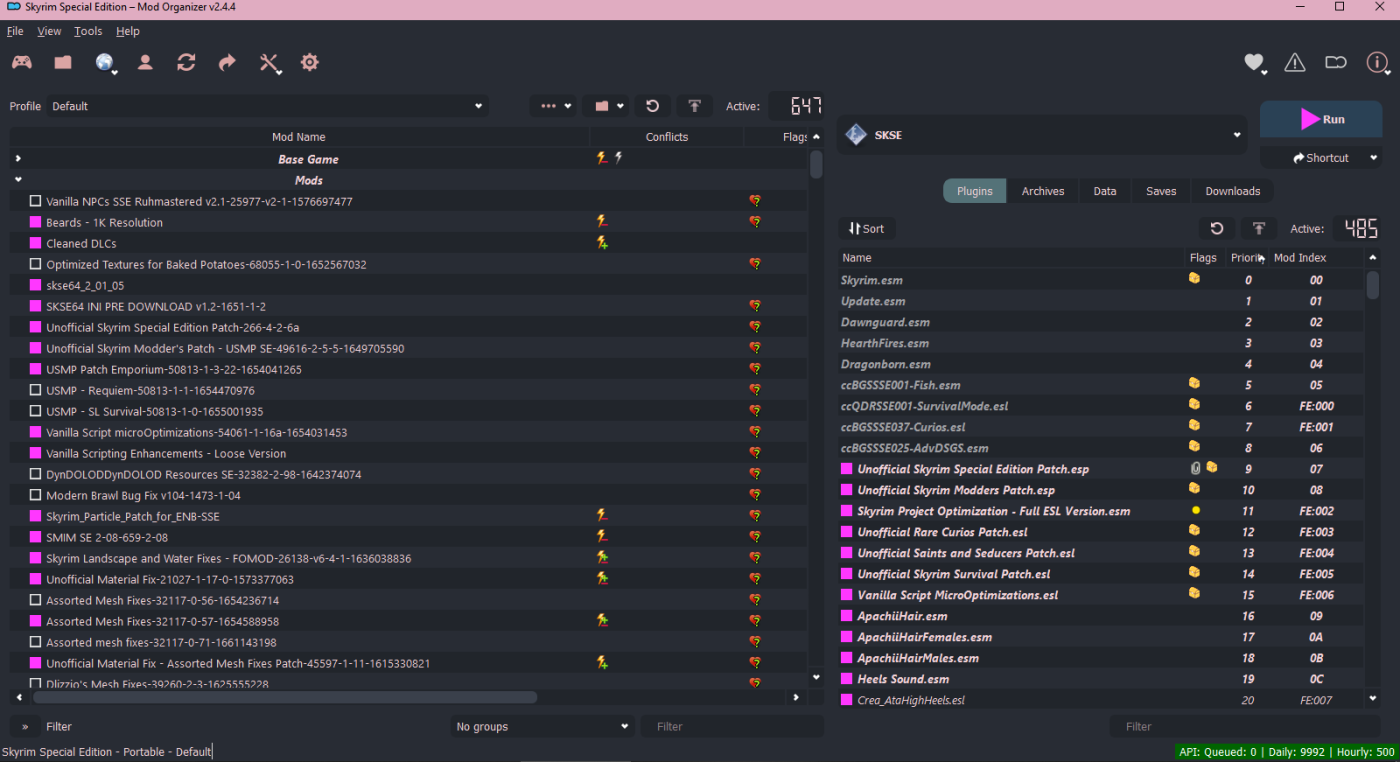 Skyrim Special Edition – Mod Organizer v2.4.4
File View Tools Help
Profile Default Active: 647
Mod Name Conflicts Flags
Base Game
Mods
Vanilla NPCs SSE Ruhmastered v2.1-25977-v2-1-1576697477
Beards - 1K Resolution
Cleaned DLCs
Optimized Textures for Baked Potatoes-68055-1-0-1652567032
skse64_2_01_05
SKSE64 INI PRE DOWNLOAD v1.2-1651-1-2
Unofficial Skyrim Special Edition Patch-266-4-2-6a
Unofficial Skyrim Modder's Patch - USMP SE-49616-2-5-5-1649705590
USMP Patch Emporium-50813-1-3-22-1654041265
USMP - Requiem-50813-1-1-1654470976
USMP - SL Survival-50813-1-0-1655001935
Vanilla Script microOptimizations-54061-1-16a-1654031453
Vanilla Scripting Enhancements - Loose Version
DynDOLODDynDOLOD Resources SE-32382-2-98-1642374074
Modern Brawl Bug Fix v104-1473-1-04
Skyrim_Particle_Patch_for_ENB-SSE
SMIM SE 2-08-659-2-08
Skyrim Landscape and Water Fixes - FOMOD-26138-v6-4-1-1636038836
Unofficial Material Fix-21027-1-17-0-1573377063
Assorted Mesh Fixes-32117-0-56-1654236714
Assorted Mesh Fixes-32117-0-57-1654588958
Assorted mesh fixes-32117-0-71-1661143198
Unofficial Material Fix - Assorted Mesh Fixes Patch-45597-1-11-1615330821
Dlizzio's Mesh Fixes-39260-2-3-1625555228
» Filter No groups Filter
Skyrim Special Edition - Portable - Default
SKSE
Run
Shortcut
Plugins Archives Data Saves Downloads
Sort Active: 485
Name Flags Priority Mod Index
Skyrim.esm 0 00
Update.esm 1 01
Dawnguard.esm 2 02
HearthFires.esm 3 03
Dragonborn.esm 4 04
ccBGSSSE001-Fish.esm 5 05
ccQDRSSE001-SurvivalMode.esl 6 FE:000
ccBGSSSE037-Curios.esl 7 FE:001
ccBGSSSE025-AdvDSGS.esm 8 06
Unofficial Skyrim Special Edition Patch.esp 9 07
Unofficial Skyrim Modders Patch.esp 10 08
Skyrim Project Optimization - Full ESL Version.esm 11 FE:002
Unofficial Rare Curios Patch.esl 12 FE:003
Unofficial Saints and Seducers Patch.esl 13 FE:004
Unofficial Skyrim Survival Patch.esl 14 FE:005
Vanilla Script MicroOptimizations.esl 15 FE:006
ApachiiHair.esm 16 09
ApachiiHairFemales.esm 17 0A
ApachiiHairMales.esm 18 0B
Heels Sound.esm 19 0C
Crea_AtaHighHeels.esl 20 FE:007
Filter
API: Queued: 0 | Daily: 9992 | Hourly: 500